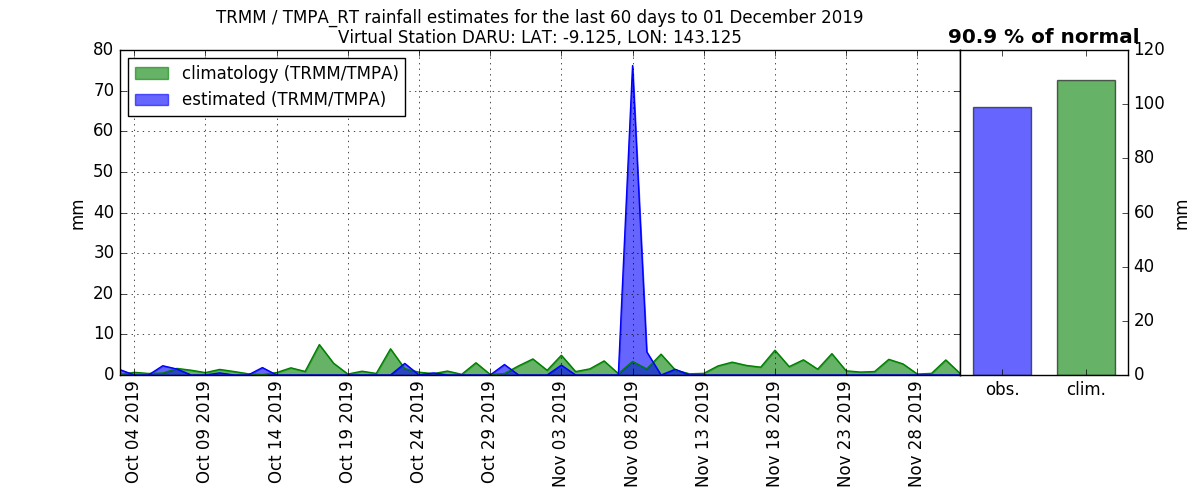 TRMM / TMPA_RT rainfall estimates for the last 60 days to 01 December 2019
Virtual Station DARU: LAT: -9.125, LON: 143.125
90.9 % of normal
climatology (TRMM/TMPA)
estimated (TRMM/TMPA)
80
70
60
50
40
30
20
10
0
mm
Oct 04 2019
Oct 09 2019
Oct 14 2019
Oct 19 2019
Oct 24 2019
Oct 29 2019
Nov 03 2019
Nov 08 2019
Nov 13 2019
Nov 18 2019
Nov 23 2019
Nov 28 2019
obs.
clim.
120
100
80
60
40
20
0
mm